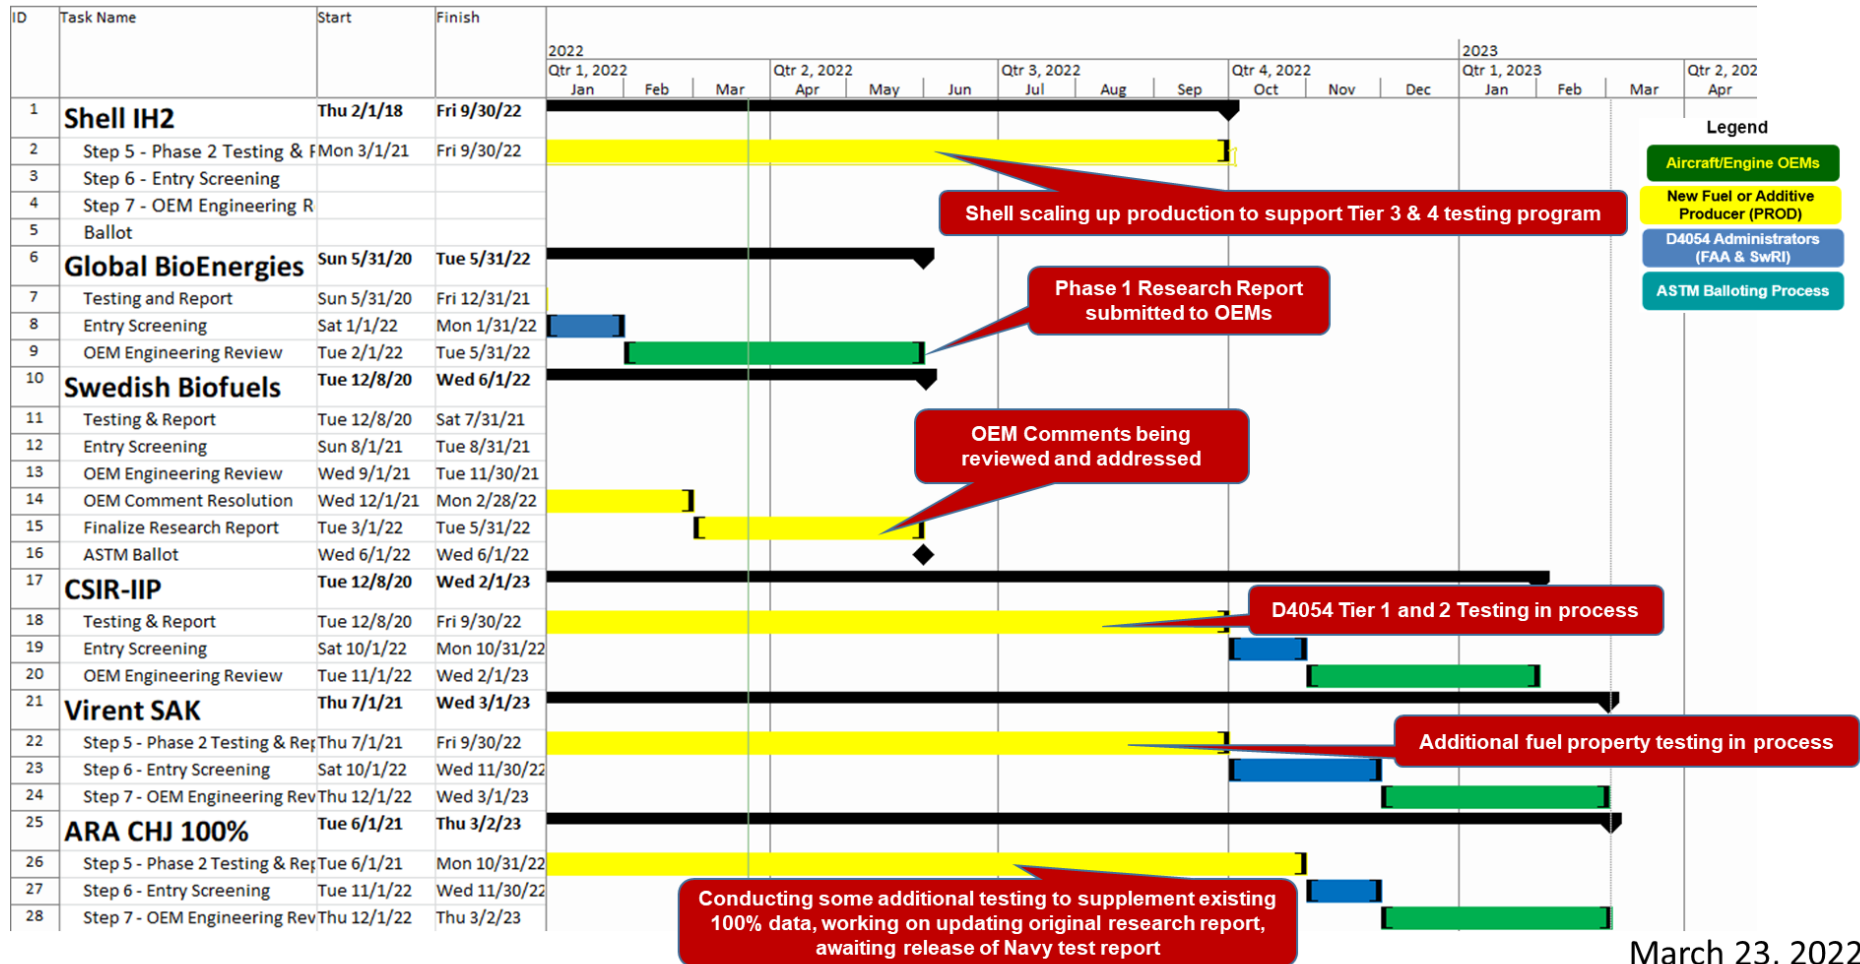 ID Task Name Start Finish
2022 2023
Qtr 1, 2022 Qtr 2, 2022 Qtr 3, 2022 Qtr 4, 2022 Qtr 1, 2023 Qtr 2, 202
Jan Feb Mar Apr May Jun Jul Aug Sep Oct Nov Dec Jan Feb Mar Apr
1 Shell IH2 Thu 2/1/18 Fri 9/30/22
2 Step 5 - Phase 2 Testing & Mon 3/1/21 Fri 9/30/22
3 Step 6 - Entry Screening
4 Step 7 - OEM Engineering R
5 Ballot
6 Global BioEnergies Sun 5/31/20 Tue 5/31/22
7 Testing and Report Sun 5/31/20 Fri 12/31/21
8 Entry Screening Sat 1/1/22 Mon 1/31/22
9 OEM Engineering Review Tue 2/1/22 Tue 5/31/22
10 Swedish Biofuels Tue 12/8/20 Wed 6/1/22
11 Testing & Report Tue 12/8/20 Sat 7/31/21
12 Entry Screening Sun 8/1/21 Tue 8/31/21
13 OEM Engineering Review Wed 9/1/21 Tue 11/30/21
14 OEM Comment Resolution Wed 12/1/21 Mon 2/28/22
15 Finalize Research Report Tue 3/1/22 Tue 5/31/22
16 ASTM Ballot Wed 6/1/22 Wed 6/1/22
17 CSIR-IIP Tue 12/8/20 Wed 2/1/23
18 Testing & Report Tue 12/8/20 Fri 9/30/22
19 Entry Screening Sat 10/1/22 Mon 10/31/22
20 OEM Engineering Review Tue 11/1/22 Wed 2/1/23
21 Virent SAK Thu 7/1/21 Wed 3/1/23
22 Step 5 - Phase 2 Testing & Rep Thu 7/1/21 Fri 9/30/22
23 Step 6 - Entry Screening Sat 10/1/22 Wed 11/30/22
24 Step 7 - OEM Engineering Rev Thu 12/1/22 Wed 3/1/23
25 ARA CHJ 100% Tue 6/1/21 Thu 3/2/23
26 Step 5 - Phase 2 Testing & Rep Tue 6/1/21 Mon 10/31/22
27 Step 6 - Entry Screening Tue 11/1/22 Wed 11/30/22
28 Step 7 - OEM Engineering Rev Thu 12/1/22 Thu 3/2/23
Shell scaling up production to support Tier 3 & 4 testing program
Phase 1 Research Report
submitted to OEMs
OEM Comments being
reviewed and addressed
D4054 Tier 1 and 2 Testing in process
Additional fuel property testing in process
Conducting some additional testing to supplement existing
100% data, working on updating original research report,
awaiting release of Navy test report
Legend
Aircraft/Engine OEMs
New Fuel or Additive
Producer (PROD)
D4054 Administrators
(FAA & SwRI)
ASTM Balloting Process
March 23, 2022